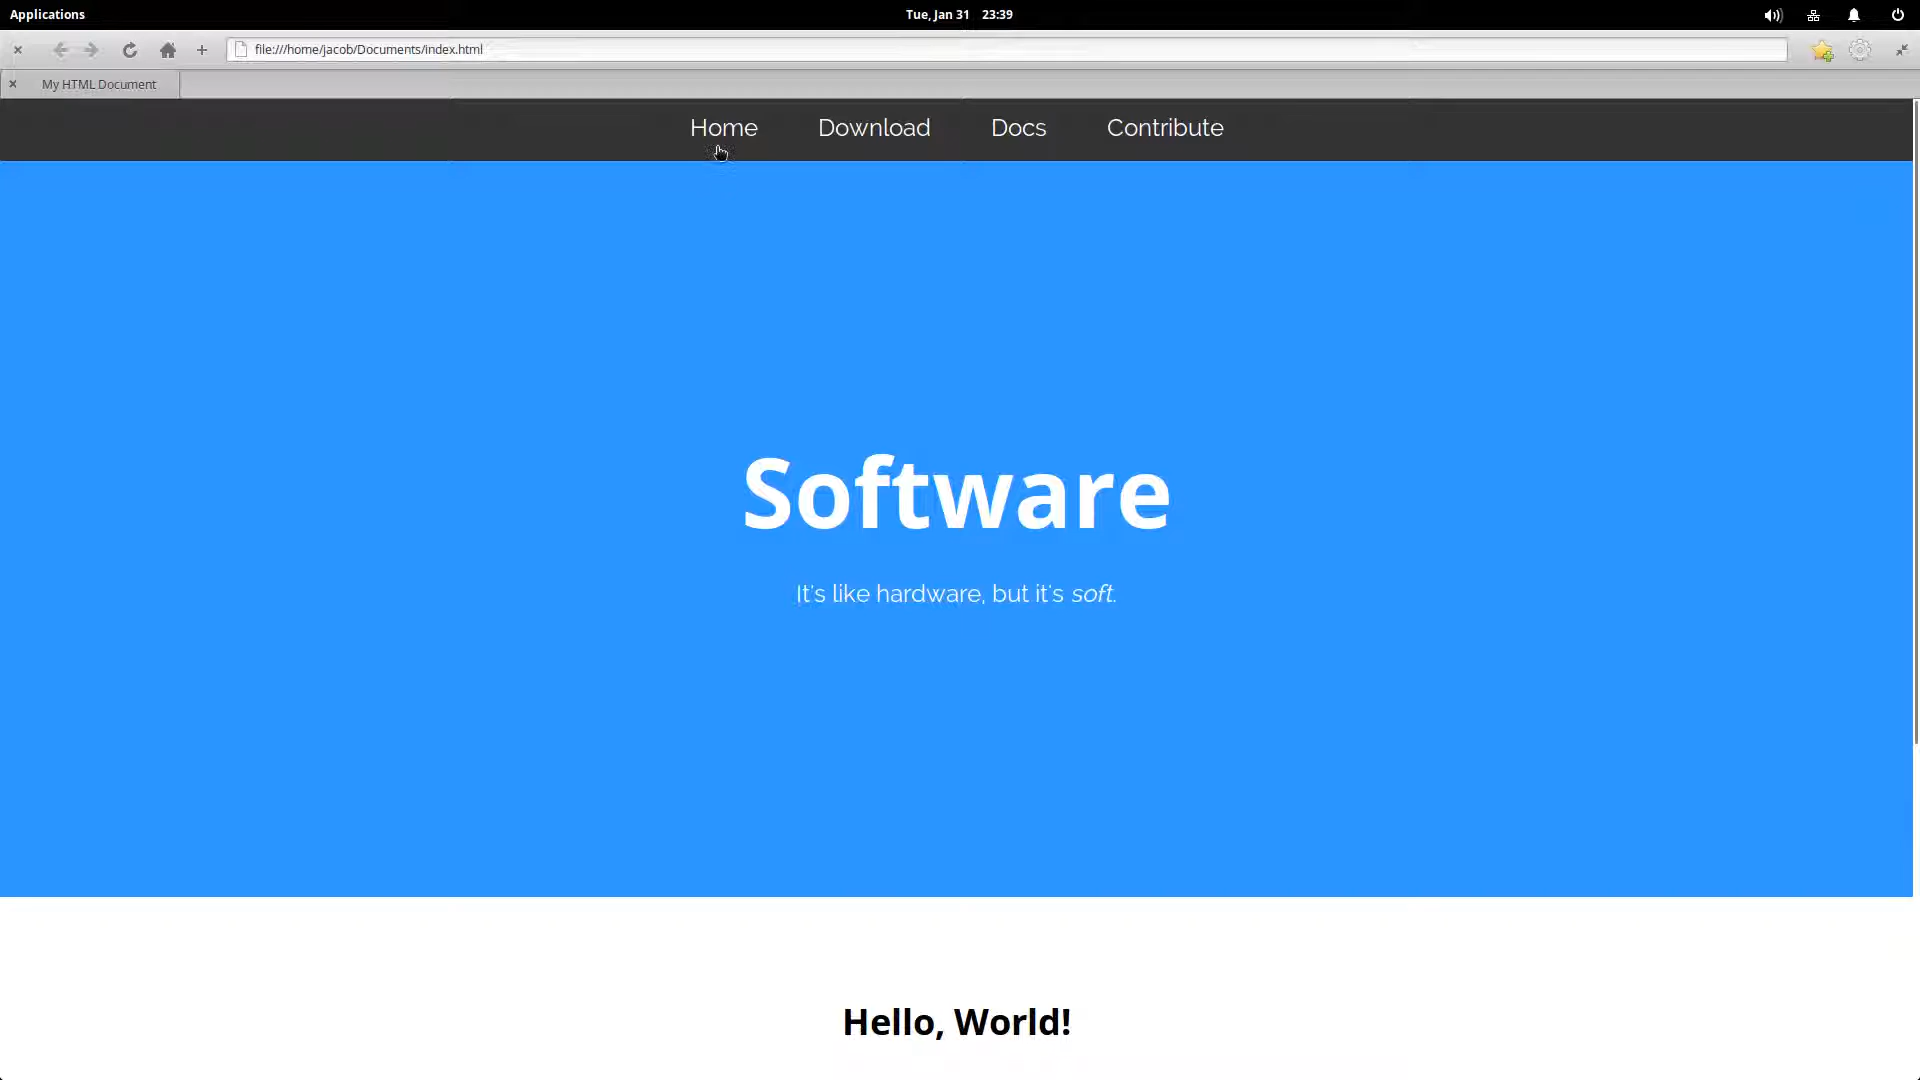 Applications
Tue, Jan 31 23:39
file:///home/jacob/Documents/index.html
My HTML Document
Home Download Docs Contribute
Software
It's like hardware, but it's soft.
Hello, World!